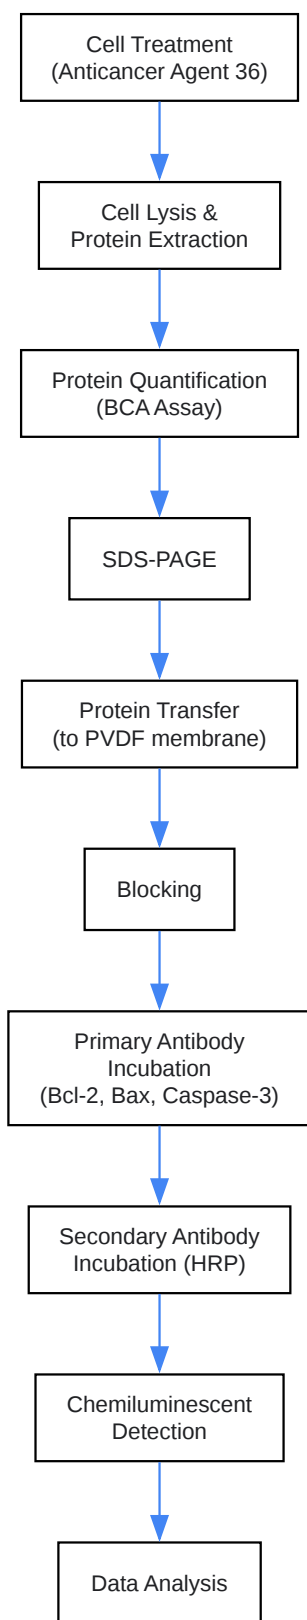 Cell Treatment
(Anticancer Agent 36)
Cell Lysis &
Protein Extraction
Protein Quantification
(BCA Assay)
SDS-PAGE
Protein Transfer
(to PVDF membrane)
Blocking
Primary Antibody
Incubation
(Bcl-2, Bax, Caspase-3)
Secondary Antibody
Incubation (HRP)
Chemiluminescent
Detection
Data Analysis